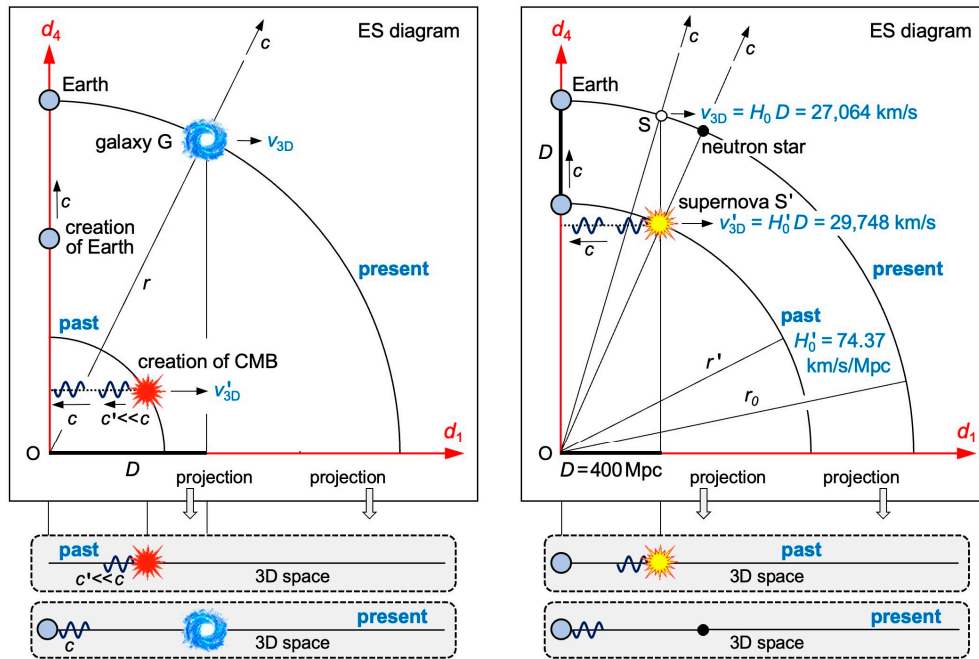 d4
c
ES diagram
Earth
galaxy G
v3D
c
creation
of Earth
r
present
past
creation of CMB
v'3D
c
c'<<c
O
d1
D
projection
projection
past
c'<<c
3D space
present
c
3D space
d4
c
c
ES diagram
Earth
S
v3D = H0 D = 27,064 km/s
neutron star
D
c
supernova S'
v'3D = H'0 D = 29,748 km/s
c
present
past
H'0 = 74.37
km/s/Mpc
r'
r0
O
d1
D = 400 Mpc
projection
projection
past
3D space
present
3D space